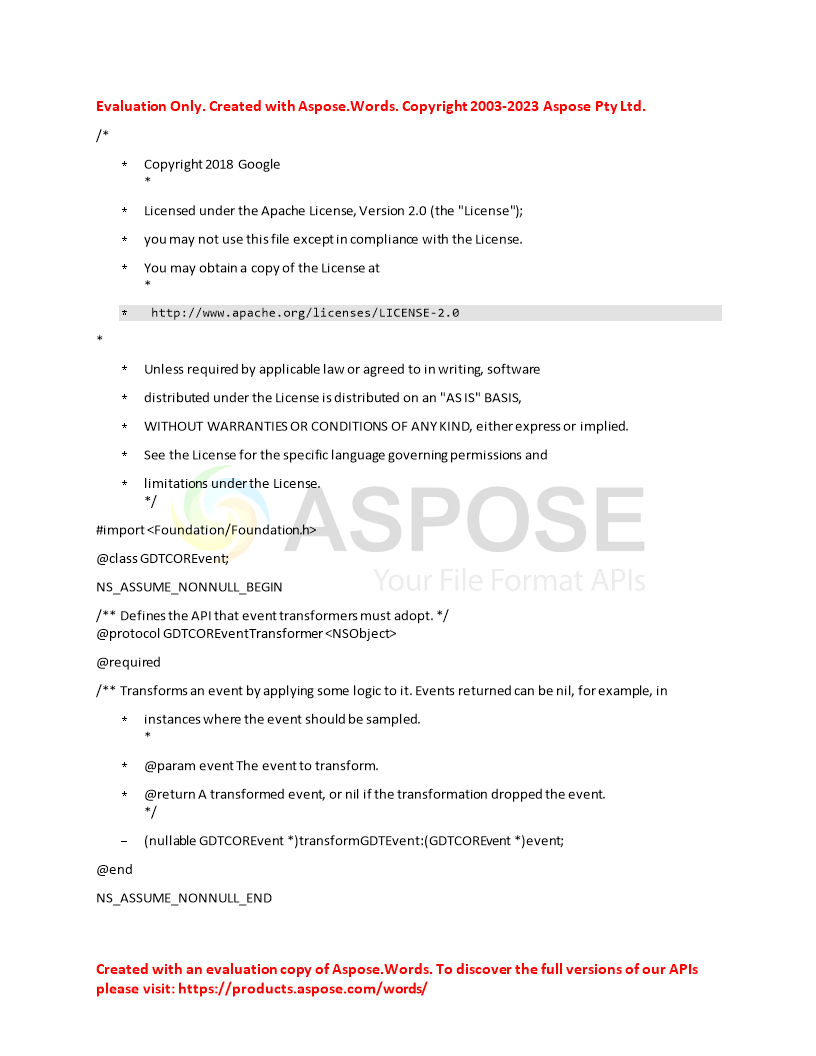 Evaluation Only. Created with Aspose.Words. Copyright 2003-2023 Aspose Pty Ltd.
/*
* Copyright 2018 Google
*
* Licensed under the Apache License, Version 2.0 (the "License");
* you may not use this file except in compliance with the License.
* You may obtain a copy of the License at
*
* http://www.apache.org/licenses/LICENSE-2.0
*
* Unless required by applicable law or agreed to in writing, software
* distributed under the License is distributed on an "AS IS" BASIS,
* WITHOUT WARRANTIES OR CONDITIONS OF ANY KIND, either express or implied.
* See the License for the specific language governing permissions and
* limitations under the License.
*/
ASPOSE
#import <Foundation/Foundation.h>
@class GDTCOREvent;
Your File Format APIs
NS_ASSUME_NONNULL_BEGIN
/** Defines the API that event transformers must adopt. */
@protocol GDTCOREventTransformer <NSObject>
@required
/** Transforms an event by applying some logic to it. Events returned can be nil, for example, in
* instances where the event should be sampled.
*
* @param event The event to transform.
* @return A transformed event, or nil if the transformation dropped the event.
*/
– (nullable GDTCOREvent *)transformGDTEvent:(GDTCOREvent *)event;
@end
NS_ASSUME_NONNULL_END
Created with an evaluation copy of Aspose.Words. To discover the full versions of our APIs
please visit: https://products.aspose.com/words/